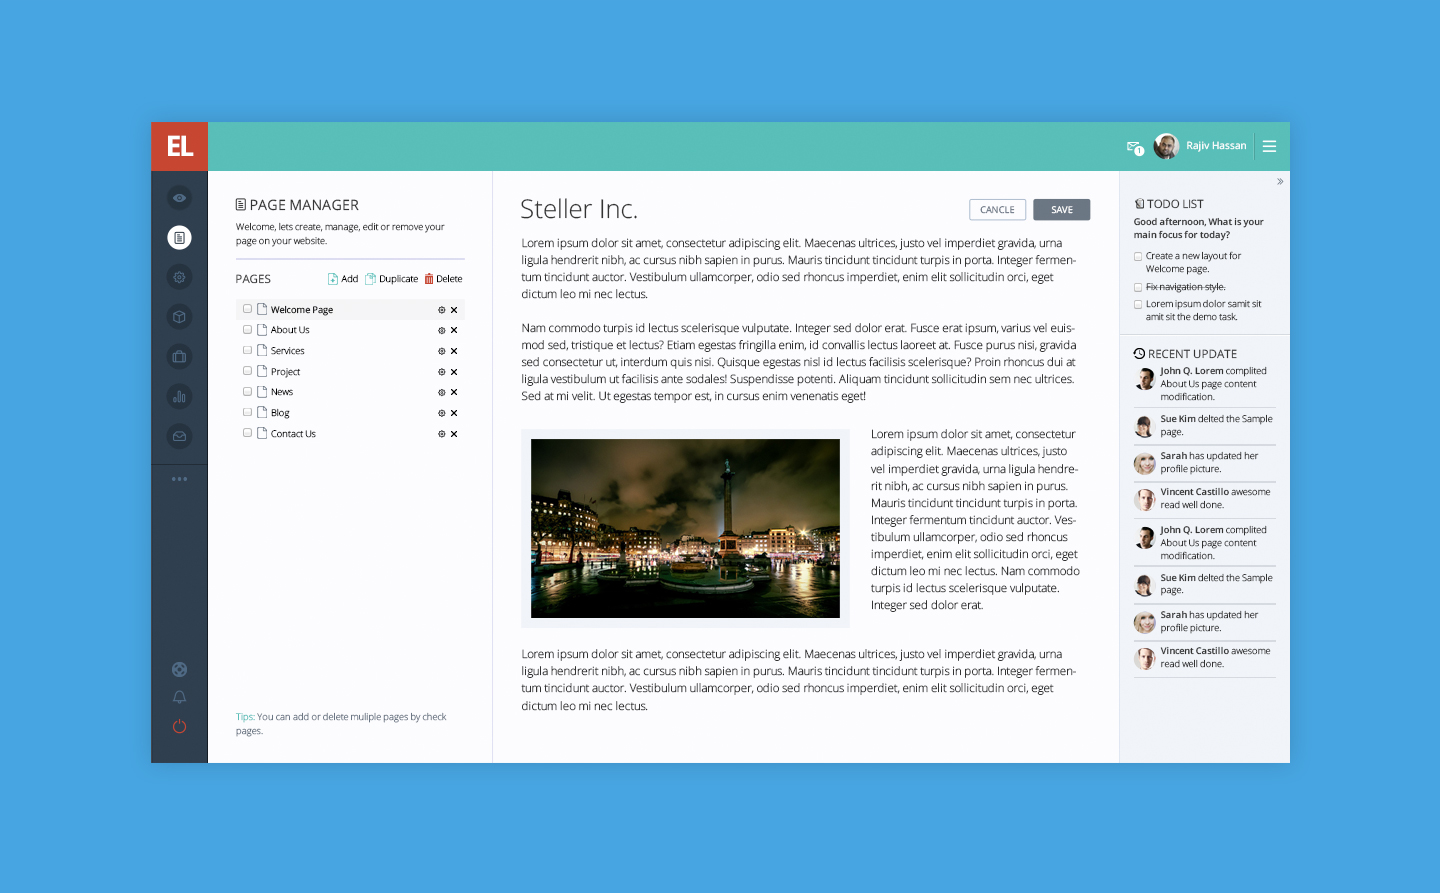 EL
1
Rajiv Hassan
PAGE MANAGER
Welcome, lets create, manage, edit or remove your
page on your website.
PAGES
Add
Duplicate
Delete
Welcome Page
About Us
Services
Project
News
Blog
Contact Us
Tips: You can add or delete muliple pages by check
pages.
Steller Inc.
CANCLE
SAVE
Lorem ipsum dolor sit amet, consectetur adipiscing elit. Maecenas ultrices, justo vel imperdiet gravida, urna
ligula hendrerit nibh, ac cursus nibh sapien in purus. Mauris tincidunt tincidunt turpis in porta. Integer fermen-
tum tincidunt auctor. Vestibulum ullamcorper, odio sed rhoncus imperdiet, enim elit sollicitudin orci, eget
dictum leo mi nec lectus.
Nam commodo turpis id lectus scelerisque vulputate. Integer sed dolor erat. Fusce erat ipsum, varius vel euis-
mod sed, tristique et lectus? Etiam egestas fringilla enim, id convallis lectus laoreet at. Fusce purus nisi, gravida
sed consectetur ut, interdum quis nisi. Quisque egestas nisl id lectus facilisis scelerisque? Proin rhoncus dui at
ligula vestibulum ut facilisis ante sodales! Suspendisse potenti. Aliquam tincidunt sollicitudin sem nec ultrices.
Sed at mi velit. Ut egestas tempor est, in cursus enim venenatis eget!
Lorem ipsum dolor sit amet, consectetur
adipiscing elit. Maecenas ultrices, justo
vel imperdiet gravida, urna ligula hendre-
rit nibh, ac cursus nibh sapien in purus.
Mauris tincidunt tincidunt turpis in porta.
Integer fermentum tincidunt auctor. Ves-
tibulum ullamcorper, odio sed rhoncus
imperdiet, enim elit sollicitudin orci, eget
dictum leo mi nec lectus. Nam commodo
turpis id lectus scelerisque vulputate.
Integer sed dolor erat.
Lorem ipsum dolor sit amet, consectetur adipiscing elit. Maecenas ultrices, justo vel imperdiet gravida, urna
ligula hendrerit nibh, ac cursus nibh sapien in purus. Mauris tincidunt tincidunt turpis in porta. Integer fermen-
tum tincidunt auctor. Vestibulum ullamcorper, odio sed rhoncus imperdiet, enim elit sollicitudin orci, eget
dictum leo mi nec lectus.
TODO LIST
Good afternoon, What is your
main focus for today?
Create a new layout for
Welcome page.
Fix navigation style.
Lorem ipsum dolor samit sit
amit sit the demo task.
RECENT UPDATE
John Q. Lorem complited
About Us page content
modification.
Sue Kim delted the Sample
page.
Sarah has updated her
profile picture.
Vincent Castillo awesome
read well done.
John Q. Lorem complited
About Us page content
modification.
Sue Kim delted the Sample
page.
Sarah has updated her
profile picture.
Vincent Castillo awesome
read well done.